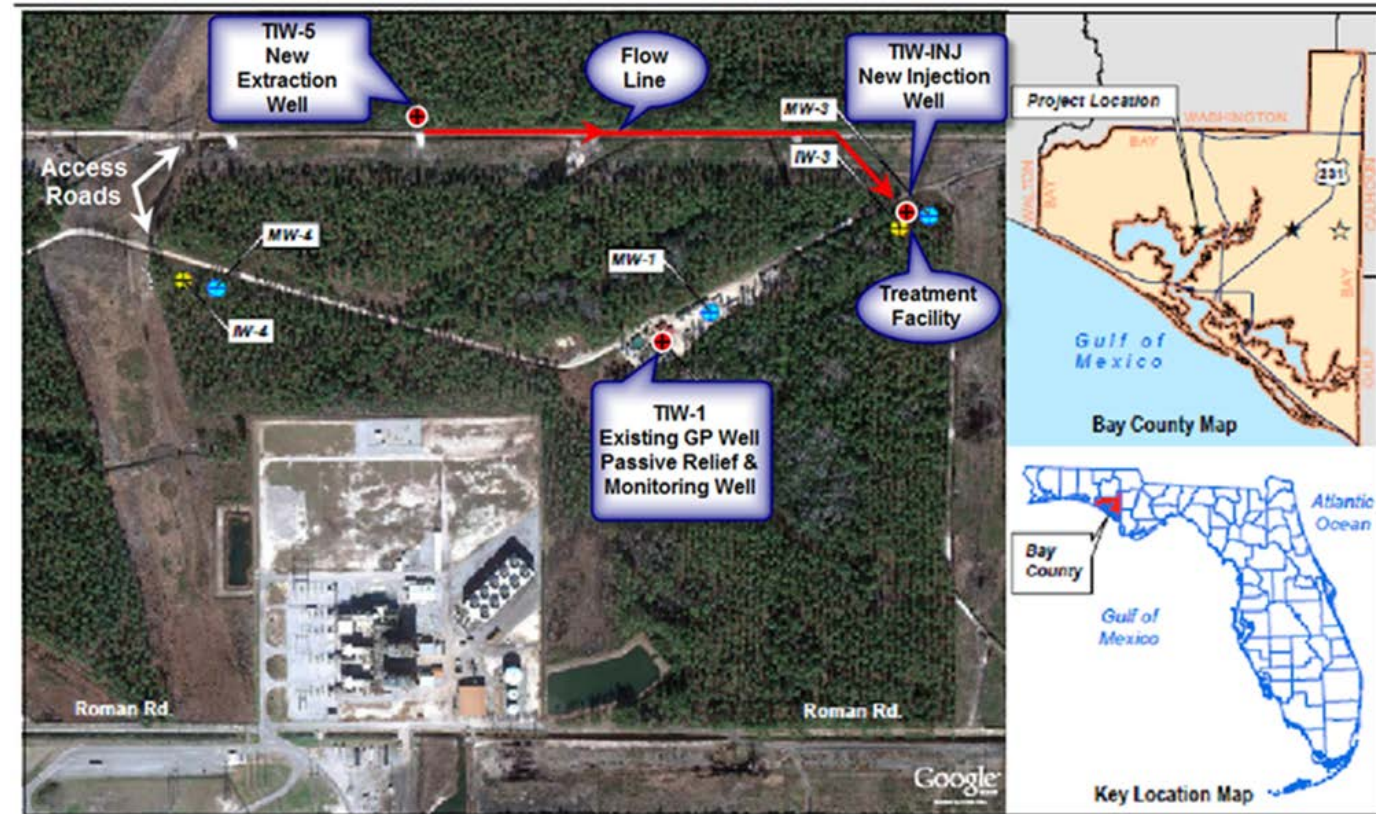 TIW-5
New
Extraction
Well
Flow
Line
TIW-INJ
New Injection
Well
MW-3
IW-3
Access
Roads
MW-4
IW-4
MW-1
Treatment
Facility
TIW-1
Existing GP Well
Passive Relief &
Monitoring Well
Roman Rd.
Roman Rd.
Google
Project Location
WASHINGTON
BAY
WALTON
BAY
231
CALHOUN
BAY
GULF
Gulf of
Mexico
Bay County Map
Bay
County
Atlantic
Ocean
Gulf of
Mexico
Key Location Map